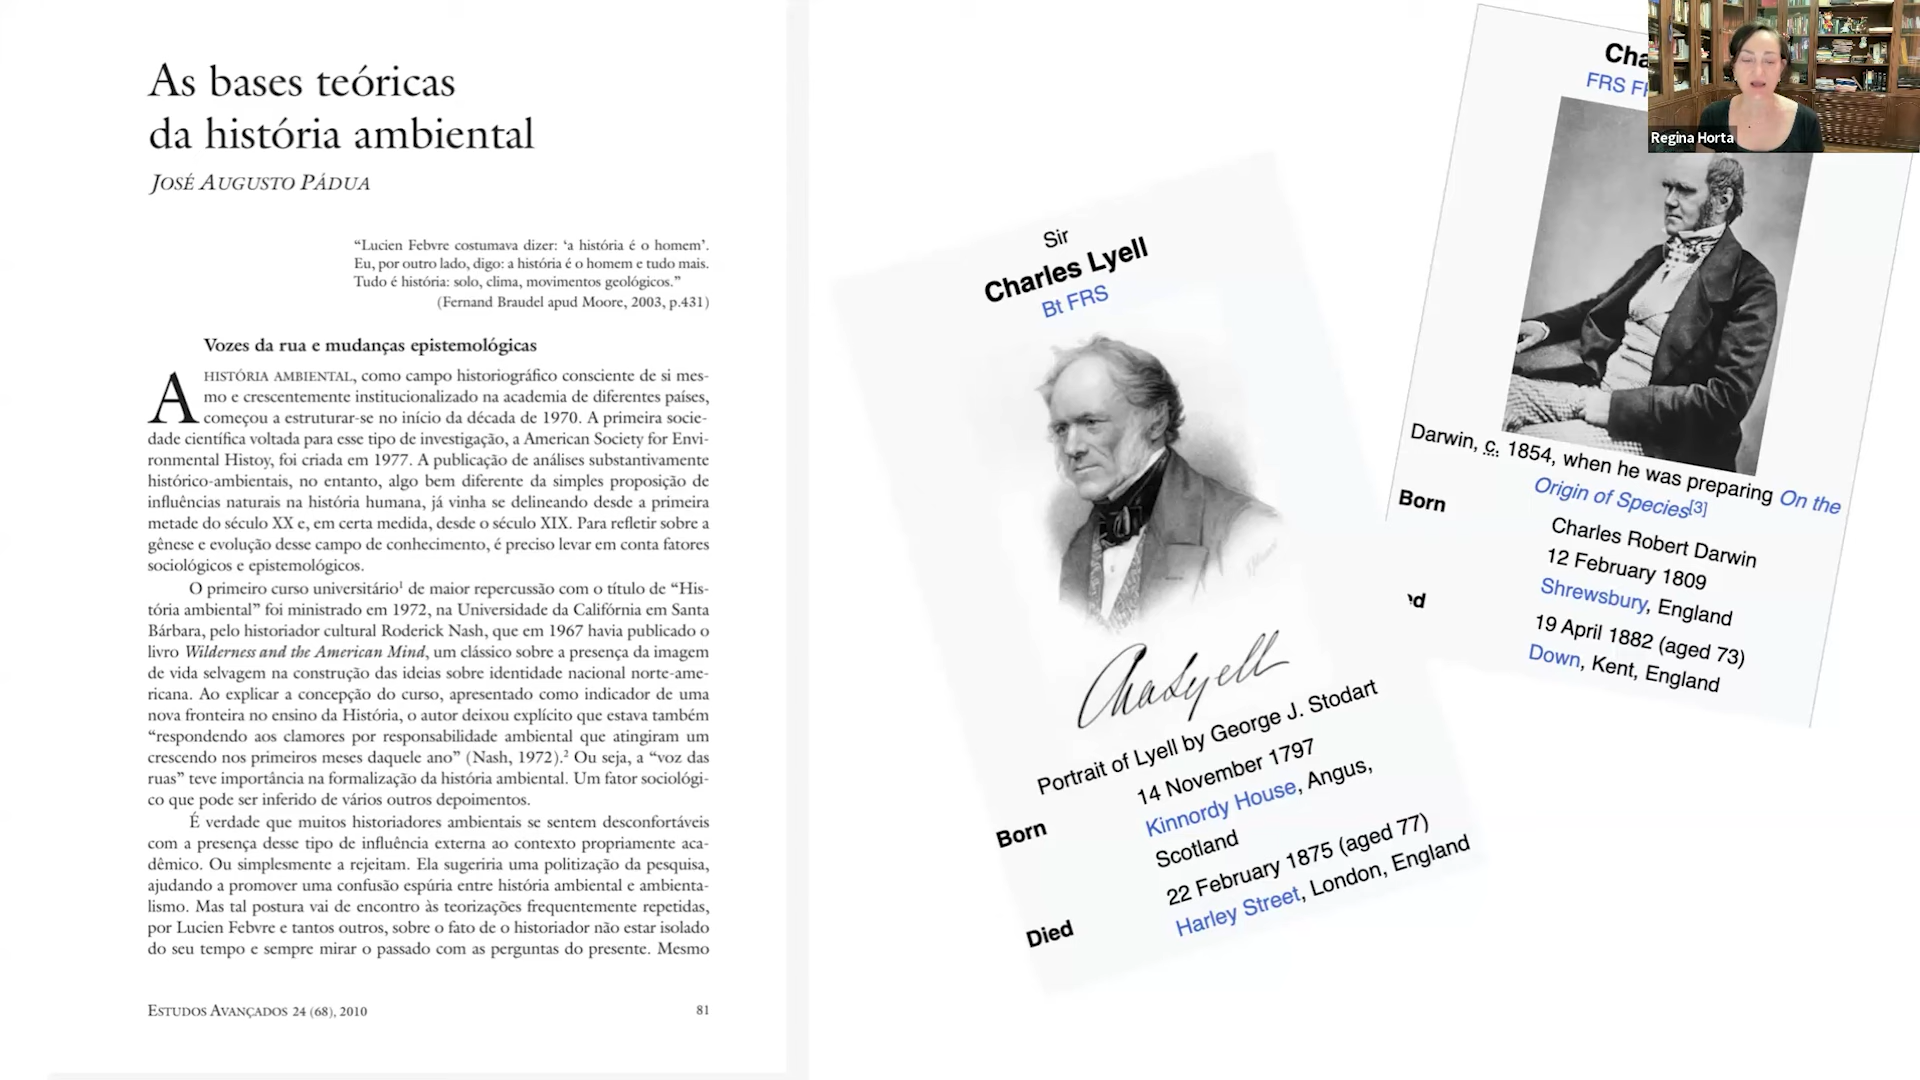 As bases teóricas
da história ambiental
JOSÉ AUGUSTO PÁDUA
“Lucien Febvre costumava dizer: ‘a história é o homem’.
Eu, por outro lado, digo: a história é o homem e tudo mais.
Tudo é história: solo, clima, movimentos geológicos.”
(Fernand Braudel apud Moore, 2003, p.431)
Vozes da rua e mudanças epistemológicas
A HISTÓRIA AMBIENTAL, como campo historiográfico consciente de si mes-
mo e crescentemente institucionalizado na academia de diferentes países,
começou a estruturar-se no início da década de 1970. A primeira socie-
dade científica voltada para esse tipo de investigação, a American Society for Envi-
ronmental Histoy, foi criada em 1977. A publicação de análises substantivamente
histórico-ambientais, no entanto, algo bem diferente da simples proposição de
influências naturais na história humana, já vinha se delineando desde a primeira
metade do século XX e, em certa medida, desde o século XIX. Para refletir sobre a
gênese e evolução desse campo de conhecimento, é preciso levar em conta fatores
sociológicos e epistemológicos.
O primeiro curso universitário¹ de maior repercussão com o título de “His-
tória ambiental” foi ministrado em 1972, na Universidade da Califórnia em Santa
Bárbara, pelo historiador cultural Roderick Nash, que em 1967 havia publicado o
livro Wilderness and the American Mind, um clássico sobre a presença da imagem
de vida selvagem na construção das ideias sobre identidade nacional norte-ame-
ricana. Ao explicar a concepção do curso, apresentado como indicador de uma
nova fronteira no ensino da História, o autor deixou explícito que estava também
“respondendo aos clamores por responsabilidade ambiental que atingiram um
crescendo nos primeiros meses daquele ano” (Nash, 1972).² Ou seja, a “voz das
ruas” teve importância na formalização da história ambiental. Um fator sociológi-
co que pode ser inferido de vários outros depoimentos.
É verdade que muitos historiadores ambientais se sentem desconfortáveis
com a presença desse tipo de influência externa ao contexto propriamente aca-
dêmico. Ou simplesmente a rejeitam. Ela sugeriria uma politização da pesquisa,
ajudando a promover uma confusão espúria entre história ambiental e ambienta-
lismo. Mas tal postura vai de encontro às teorizações frequentemente repetidas,
por Lucien Febvre e tantos outros, sobre o fato de o historiador não estar isolado
do seu tempo e sempre mirar o passado com as perguntas do presente. Mesmo
ESTUDOS AVANÇADOS 24 (68), 2010
81
Sir
Charles Lyell
Bt FRS
Chas Lyell
Portrait of Lyell by George J. Stodart
Born
14 November 1797
Kinnordy House, Angus,
Scotland
Died
22 February 1875 (aged 77)
Harley Street, London, England
Cha
FRS F
Darwin, c. 1854, when he was preparing On the
Origin of Species[3]
Born
Charles Robert Darwin
12 February 1809
Shrewsbury, England
ed
19 April 1882 (aged 73)
Down, Kent, England
Regina Horta